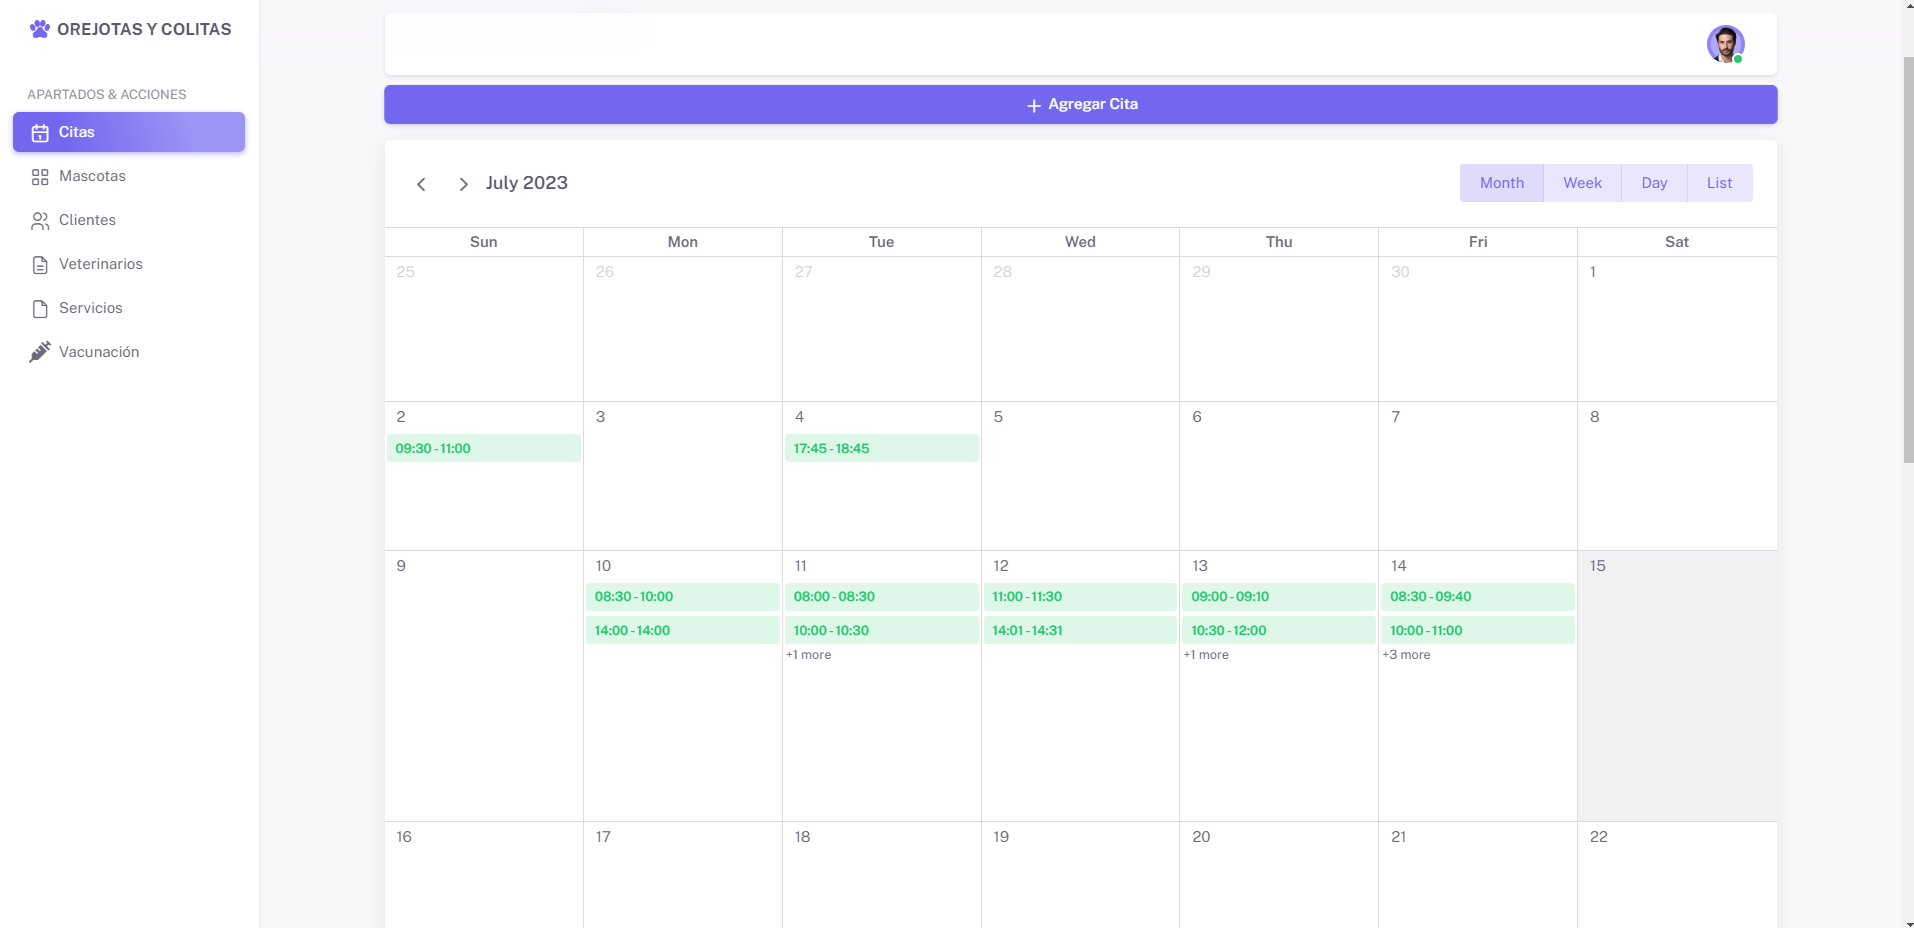 OREJOTAS Y COLITAS
APARTADOS & ACCIONES
Citas
Mascotas
Clientes
Veterinarios
Servicios
Vacunación
Agregar Cita
July 2023
Month Week Day List
Sun Mon Tue Wed Thu Fri Sat
25 26 27 28 29 30 1
2 3 4 5 6 7 8
09:30 - 11:00 17:45 - 18:45
9 10 11 12 13 14 15
08:30 - 10:00 08:00 - 08:30 11:00 - 11:30 09:00 - 09:10 08:30 - 09:40
14:00 - 14:00 10:00 - 10:30 14:01 - 14:31 10:30 - 12:00 10:00 - 11:00
+1 more +1 more +3 more
16 17 18 19 20 21 22